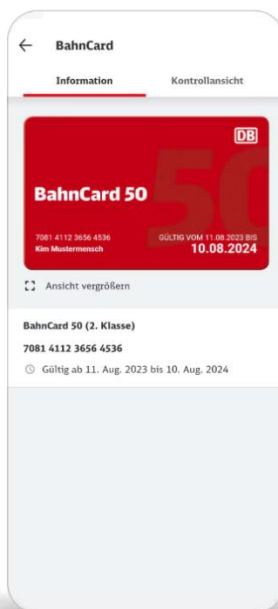 BahnCard
Information Kontrollansicht
DB
BahnCard 50
50
7081 4112 3656 4536 GÜLTIG VOM 11.08.2023 BIS
Kim Mustermensch 10.08.2024
Ansicht vergrößern
BahnCard 50 (2. Klasse)
7081 4112 3656 4536
Gültig ab 11. Aug. 2023 bis 10. Aug. 2024